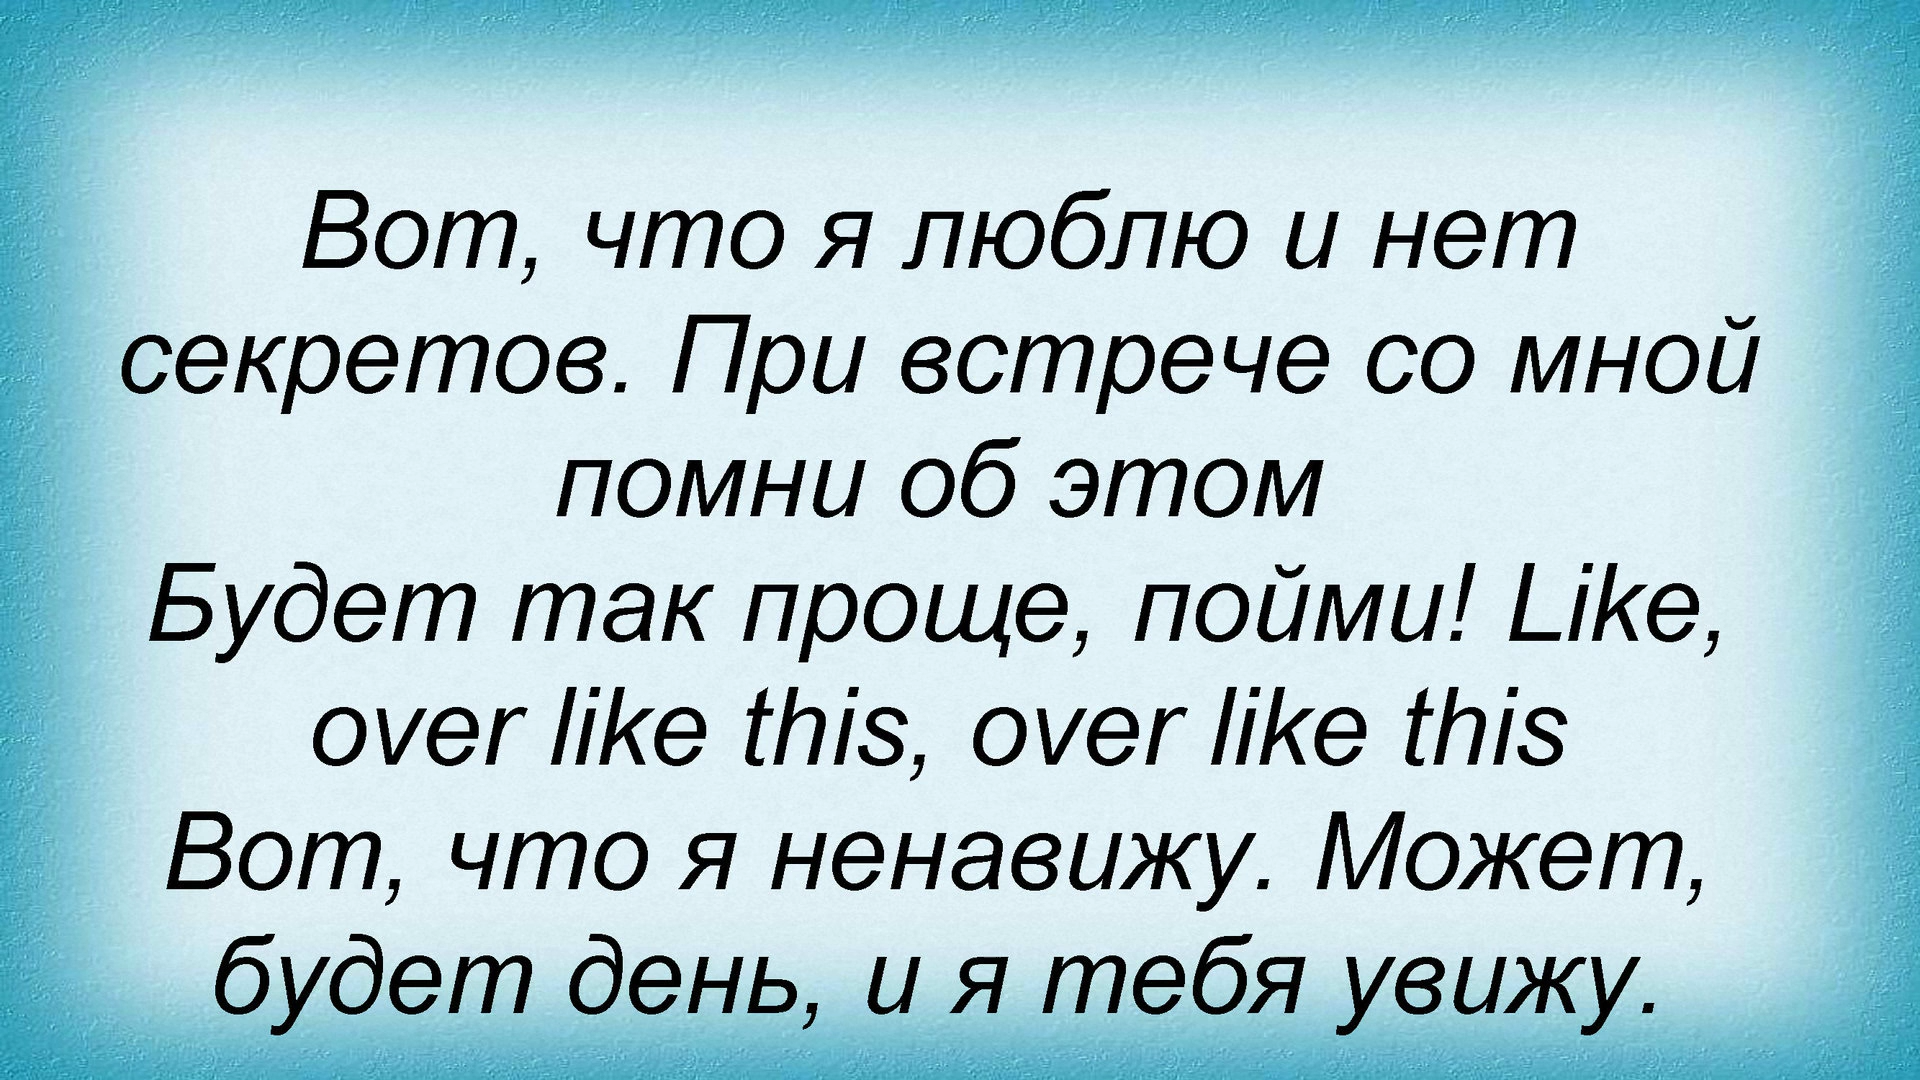 Вот, что я люблю и нет
секретов. При встрече со мной
помни об этом
Будет так проще, пойми! Like,
over like this, over like this
Вот, что я ненавижу. Может,
будет день, и я тебя увижу.